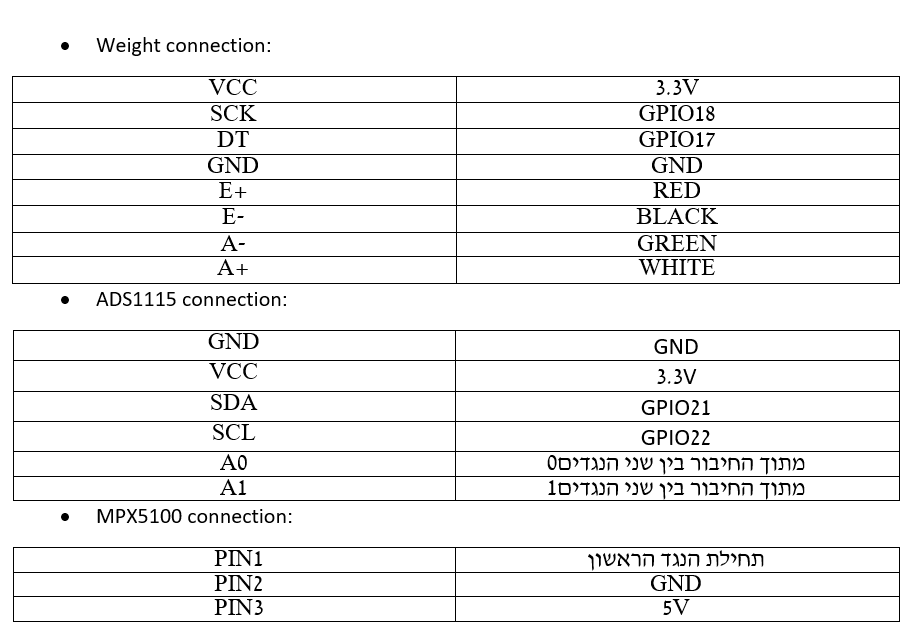 • Weight connection:
VCC 3.3V
SCK GPIO18
DT GPIO17
GND GND
E+ RED
E- BLACK
A- GREEN
A+ WHITE
• ADS1115 connection:
GND GND
VCC 3.3V
SDA GPIO21
SCL GPIO22
A0 מתוך החיבור בין שני הנגדים0
A1 מתוך החיבור בין שני הנגדים1
• MPX5100 connection:
PIN1 תחילת הנגד הראשון
PIN2 GND
PIN3 5V